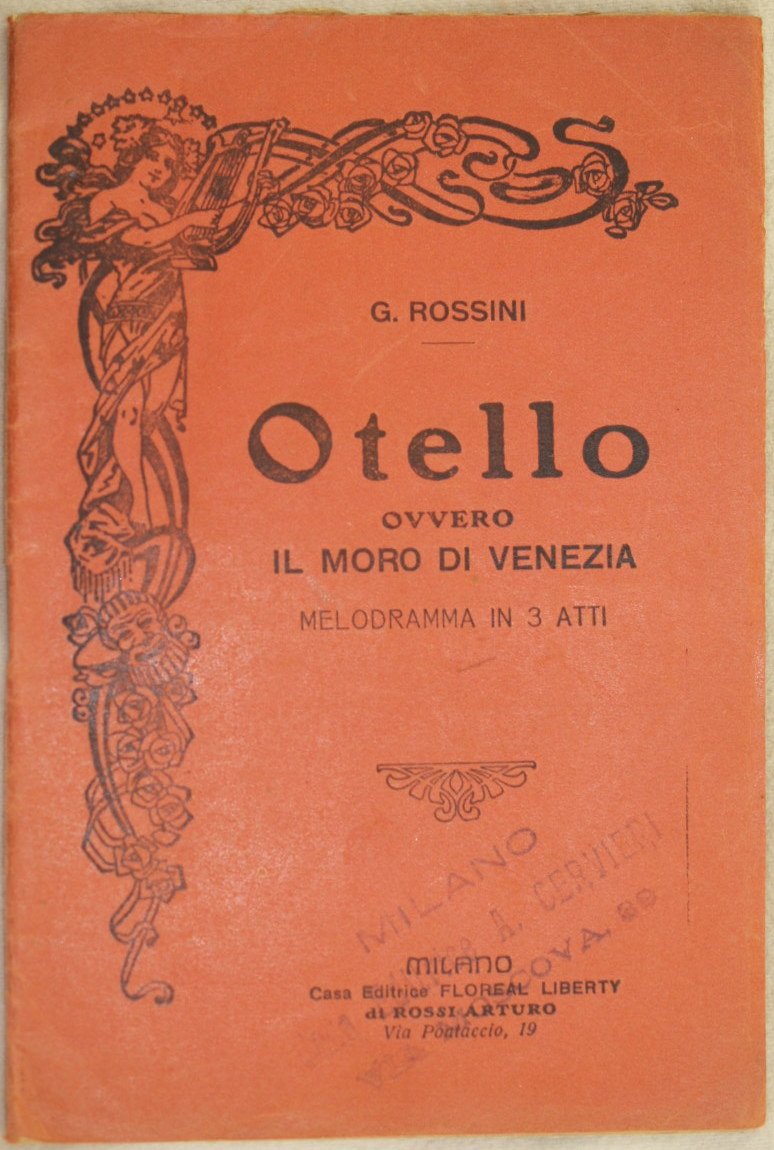 G. ROSSINI
Otello
OVVERO
IL MORO DI VENEZIA
MELODRAMMA IN 3 ATTI
MILANO
A. CERVIERI
MILANO
Casa Editrice FLOREAL LIBERTY
di ROSSI ARTURO
Via Pontaccio, 19